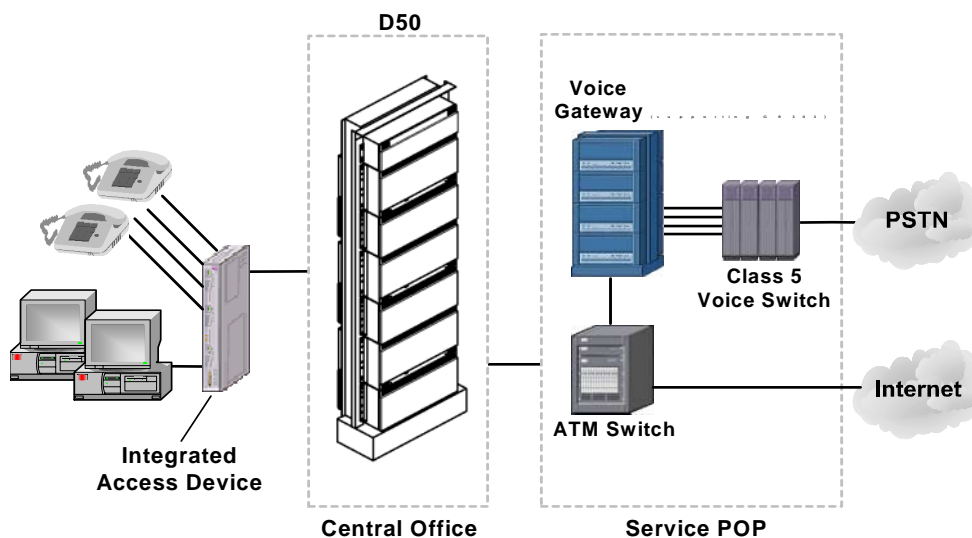 D50
Voice
Gateway
PSTN
Class 5
Voice Switch
Internet
ATM Switch
Integrated
Access Device
Central Office
Service POP